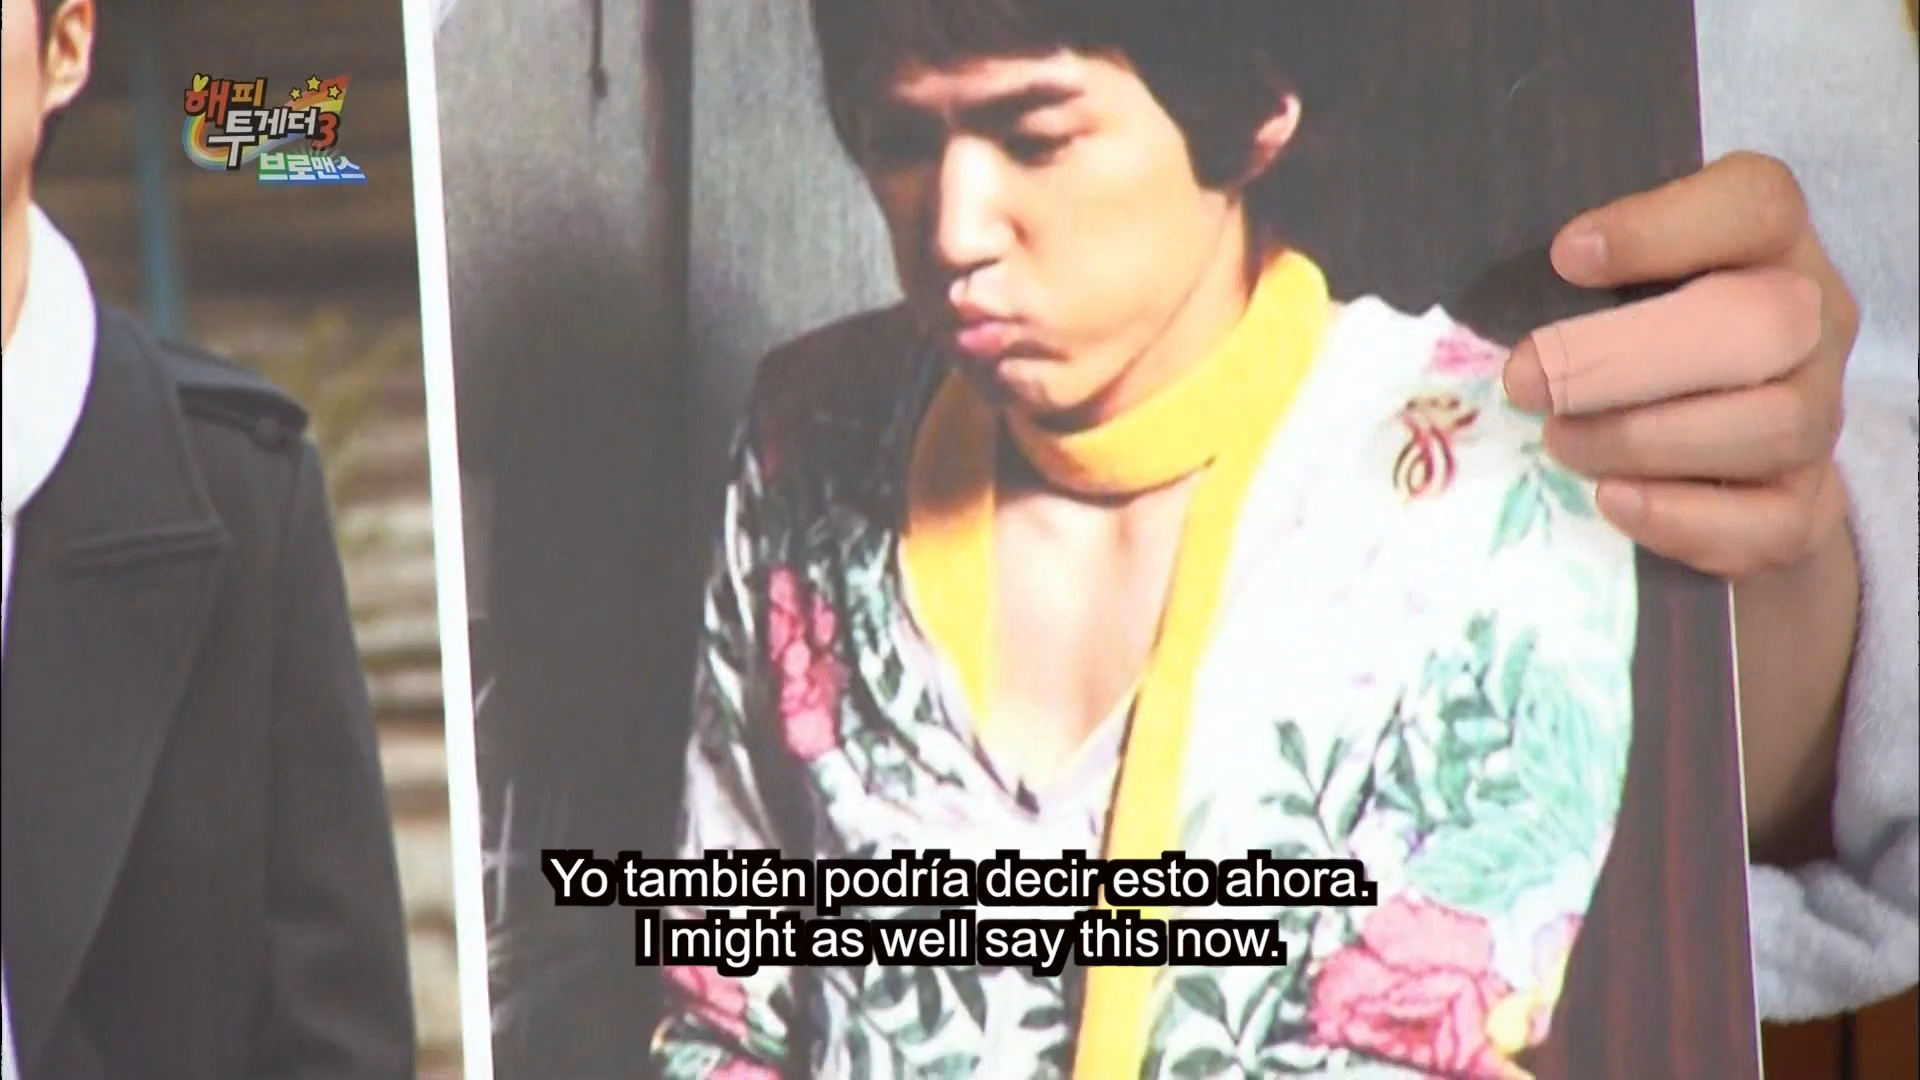 해피
투게더3
브로맨스
Yo también podría decir esto ahora.
I might as well say this now.